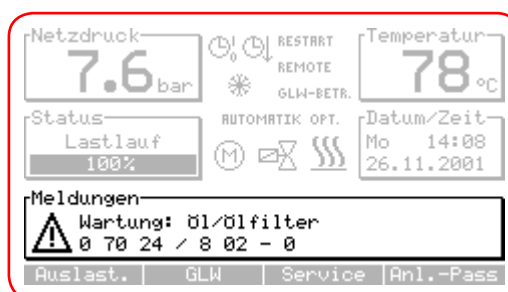 Netzdruck
7.6 bar
RESTART
REMOTE
GLW-BETR.
Temperatur
78 °C
Status
Lastlauf
100%
AUTOMATIK OPT.
M
Datum/Zeit
Mo 14:08
26.11.2001
Meldungen
Wartung: öl/ölfilter
0 70 24 / 8 02 - 0
Auslast. GLW Service Anl.-Pass